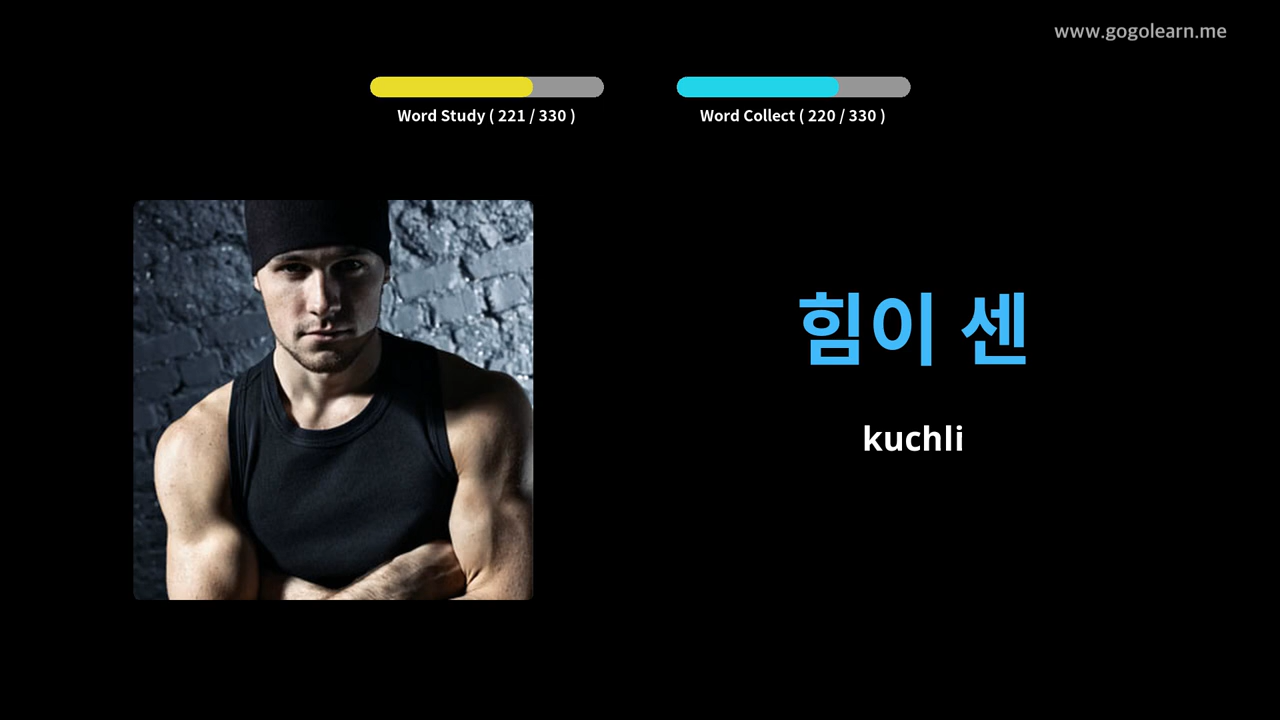 www.gogolearn.me
Word Study ( 221 / 330 )
Word Collect ( 220 / 330 )
힘이 센
kuchli